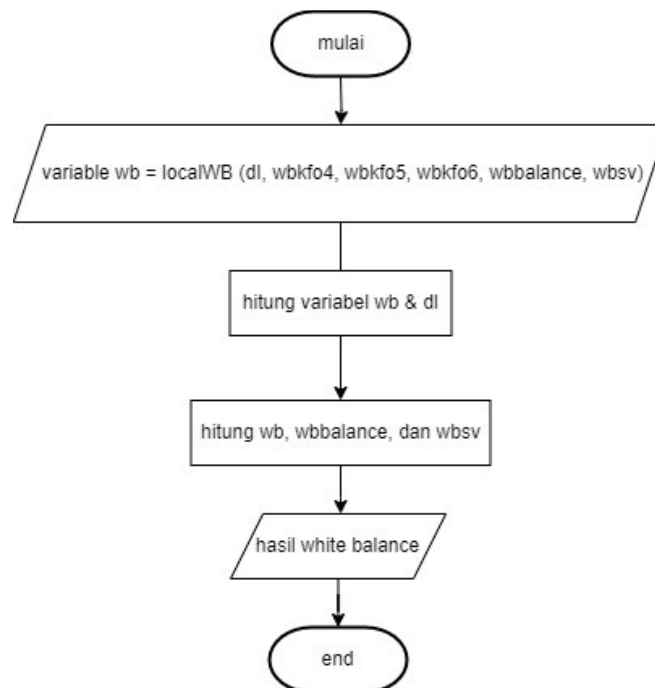 mulai
variable wb = localWB (dl, wbkfo4, wbkfo5, wbkfo6, wbbalance, wbsv)
hitung variabel wb & dl
hitung wb, wbbalance, dan wbsv
hasil white balance
end